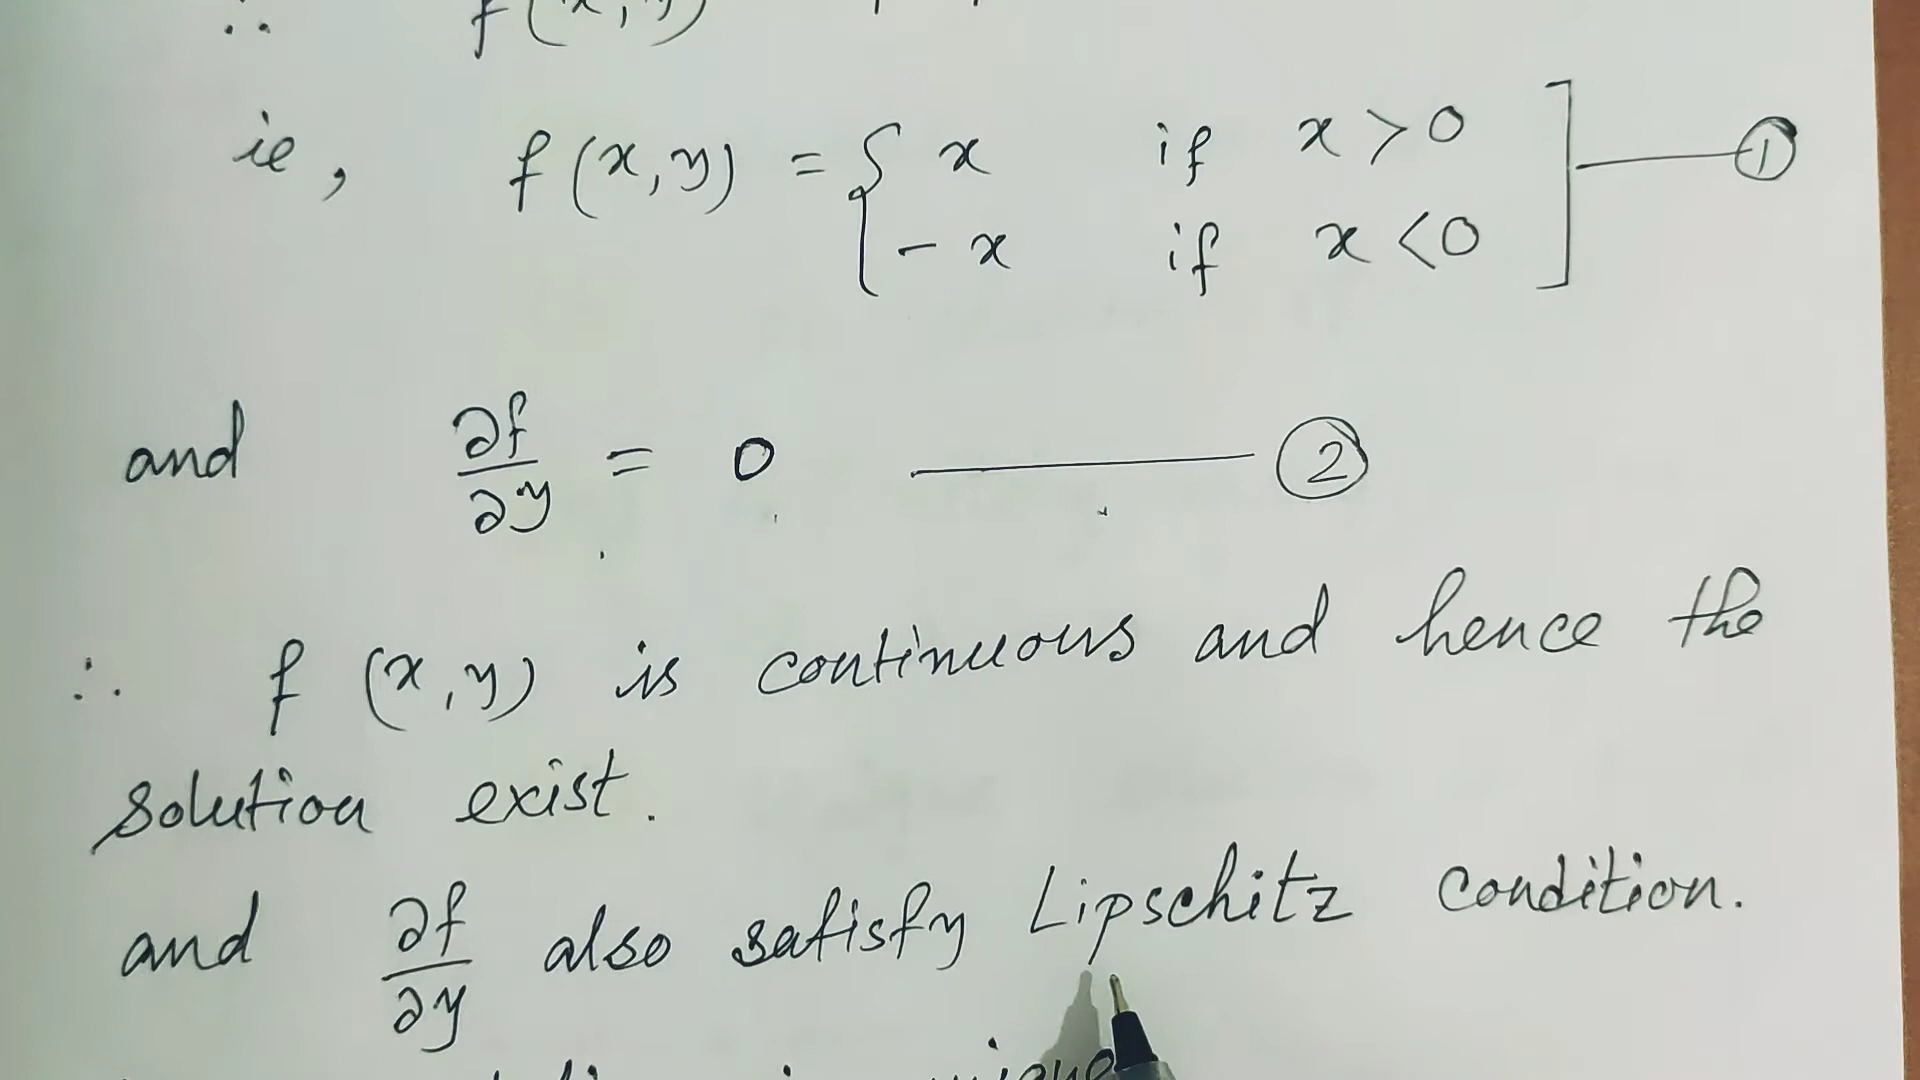 ∴ f(x,y)
ie, f(x,y) = { x if x > 0 ] — ①
- x if x < 0
and ∂f/∂y = 0 — ②
∴ f (x,y) is continuous and hence the
solution exist.
and ∂f/∂y also satisfy Lipschitz condition.